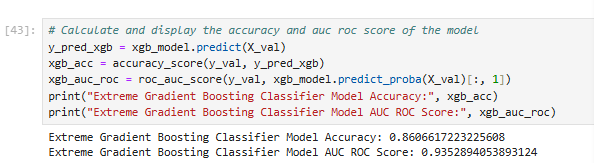 [43]: # Calculate and display the accuracy and auc roc score of the model
y_pred_xgb = xgb_model.predict(X_val)
xgb_acc = accuracy_score(y_val, y_pred_xgb)
xgb_auc_roc = roc_auc_score(y_val, xgb_model.predict_proba(X_val)[:, 1])
print("Extreme Gradient Boosting Classifier Model Accuracy:", xgb_acc)
print("Extreme Gradient Boosting Classifier Model AUC ROC Score:", xgb_auc_roc)
Extreme Gradient Boosting Classifier Model Accuracy: 0.8606617223225608
Extreme Gradient Boosting Classifier Model AUC ROC Score: 0.9352894053893124